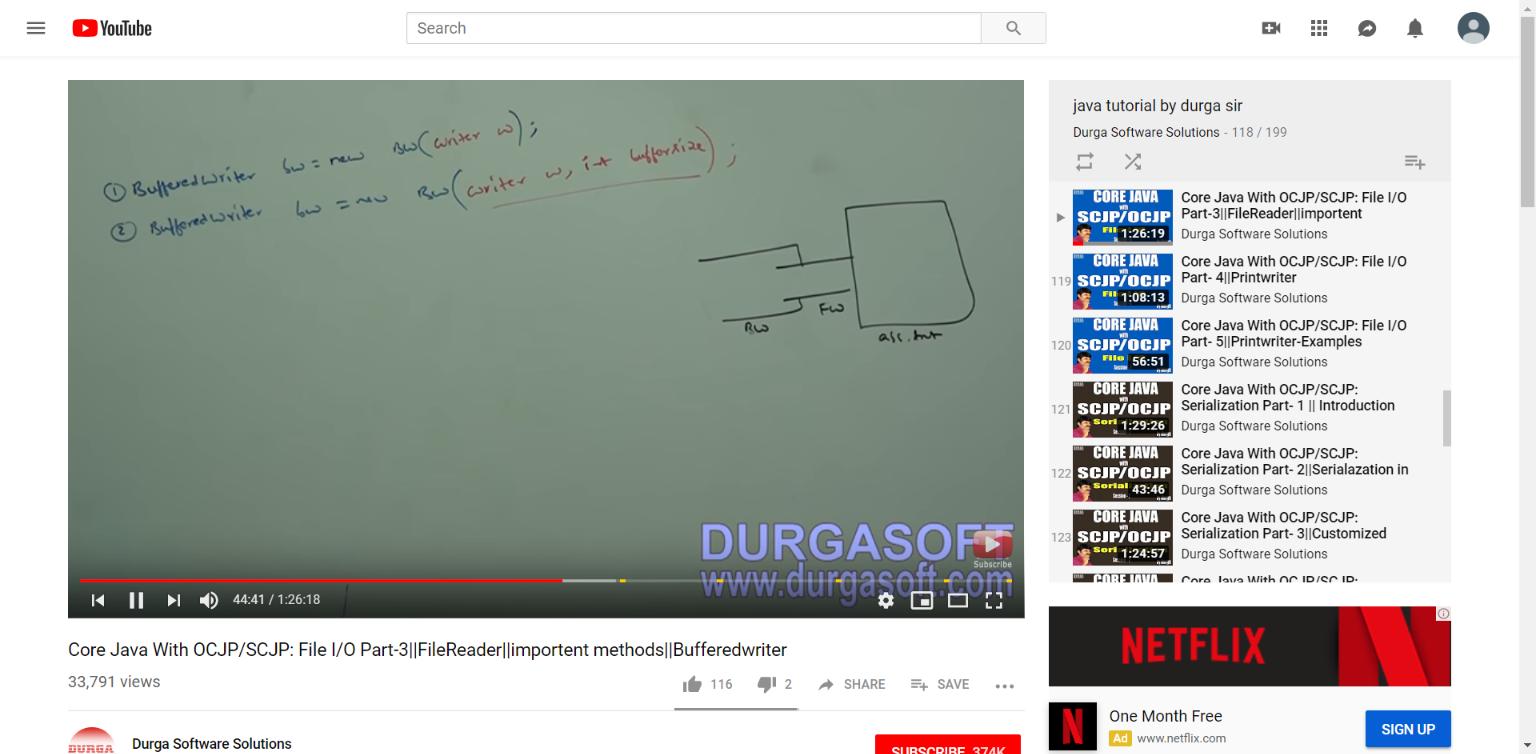 YouTube
Search
① BufferedWriter bw = new BW(writer w);
② BufferedWriter bw = new BW(writer w, int buffersize);
BW
FW
DURGASOFT
Subscribe
www.durgasoft.com
44:41 / 1:26:18
Core Java With OCJP/SCJP: File I/O Part-3||FileReader||importent methods||Bufferedwriter
33,791 views
116
2
SHARE
SAVE
DURGA
Durga Software Solutions
SUBSCRIBE 374K
java tutorial by durga sir
Durga Software Solutions - 118 / 199
CORE JAVA
with
SCJP/OCJP
1:26:19
Core Java With OCJP/SCJP: File I/O
Part-3||FileReader||importent
Durga Software Solutions
119
CORE JAVA
with
SCJP/OCJP
1:08:13
Core Java With OCJP/SCJP: File I/O
Part- 4||Printwriter
Durga Software Solutions
120
CORE JAVA
with
SCJP/OCJP
File
56:51
Core Java With OCJP/SCJP: File I/O
Part- 5||Printwriter-Examples
Durga Software Solutions
121
CORE JAVA
with
SCJP/OCJP
1:29:26
Core Java With OCJP/SCJP:
Serialization Part- 1 || Introduction
Durga Software Solutions
122
CORE JAVA
with
SCJP/OCJP
43:46
Core Java With OCJP/SCJP:
Serialization Part- 2||Serialazation in
Durga Software Solutions
123
CORE JAVA
with
SCJP/OCJP
1:24:57
Core Java With OCJP/SCJP:
Serialization Part- 3||Customized
Durga Software Solutions
CORE JAVA
Core Java With OCJP/SCJP:
NETFLIX
N
One Month Free
Ad www.netflix.com
SIGN UP